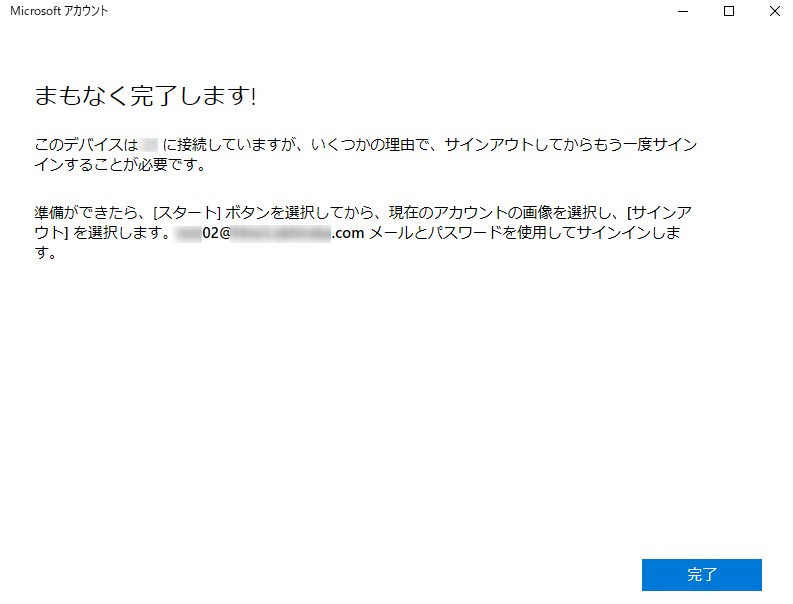 Microsoft アカウント
まもなく完了します!
このデバイスは に接続していますが、いくつかの理由で、サインアウトしてからもう一度サイン
インすることが必要です。
準備ができたら、[スタート] ボタンを選択してから、現在のアカウントの画像を選択し、[サインア
ウト] を選択します。 02@ .com メールとパスワードを使用してサインインしま
す。
完了